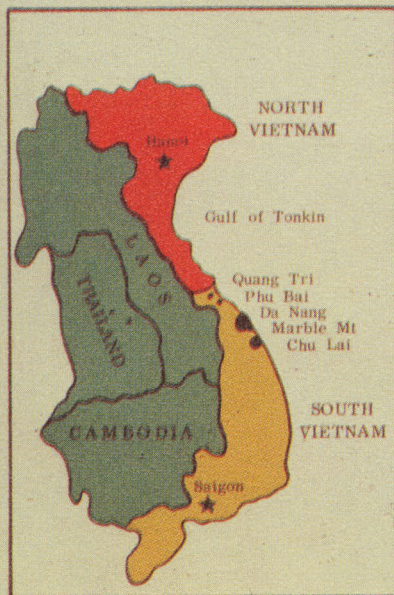 NORTH
VIETNAM
Hanoi
Gulf of Tonkin
LAOS
THAILAND
Quang Tri
Phu Bai
Da Nang
Marble Mt
Chu Lai
CAMBODIA
SOUTH
VIETNAM
Saigon